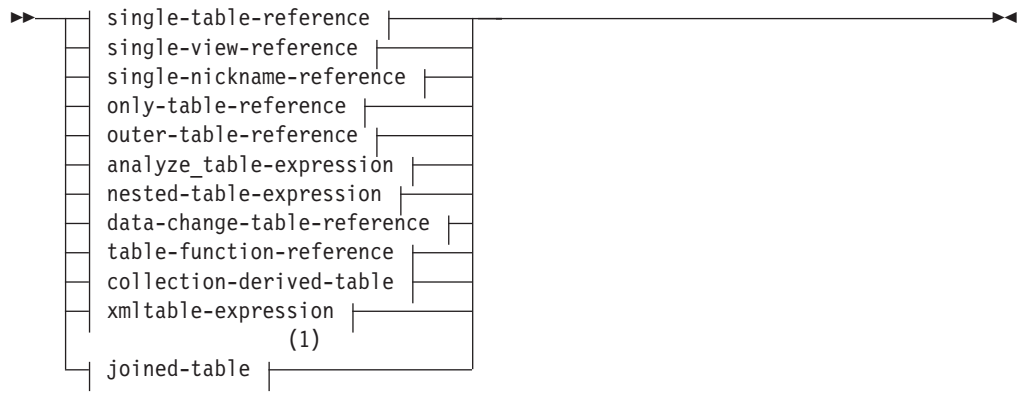 single-table-reference
single-view-reference
single-nickname-reference
only-table-reference
outer-table-reference
analyze_table-expression
nested-table-expression
data-change-table-reference
table-function-reference
collection-derived-table
xmltable-expression
(1)
joined-table